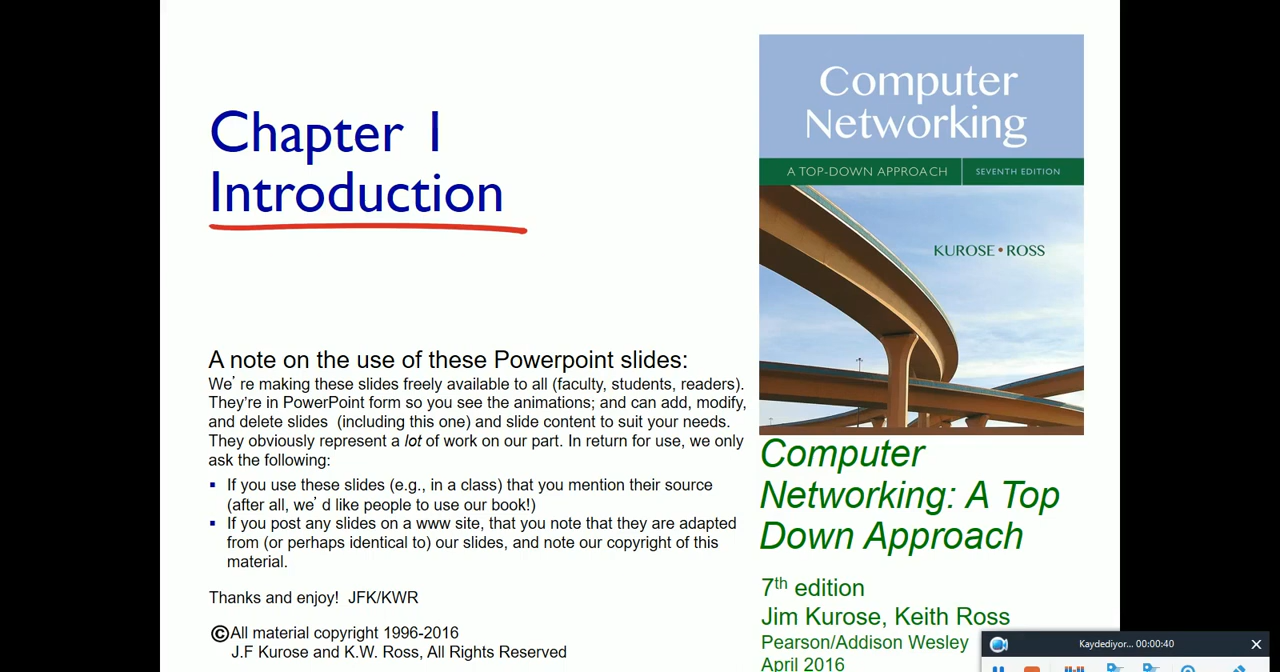 Chapter 1
Introduction
A note on the use of these Powerpoint slides:
We’ re making these slides freely available to all (faculty, students, readers).
They’re in PowerPoint form so you see the animations; and can add, modify,
and delete slides (including this one) and slide content to suit your needs.
They obviously represent a lot of work on our part. In return for use, we only
ask the following:
▪ If you use these slides (e.g., in a class) that you mention their source
(after all, we’ d like people to use our book!)
▪ If you post any slides on a www site, that you note that they are adapted
from (or perhaps identical to) our slides, and note our copyright of this
material.
Thanks and enjoy! JFK/KWR
©All material copyright 1996-2016
J.F Kurose and K.W. Ross, All Rights Reserved
Computer
Networking
A TOP-DOWN APPROACH
SEVENTH EDITION
KUROSE • ROSS
Computer
Networking: A Top
Down Approach
7th edition
Jim Kurose, Keith Ross
Pearson/Addison Wesley
April 2016
Kaydediyor... 00:00:40